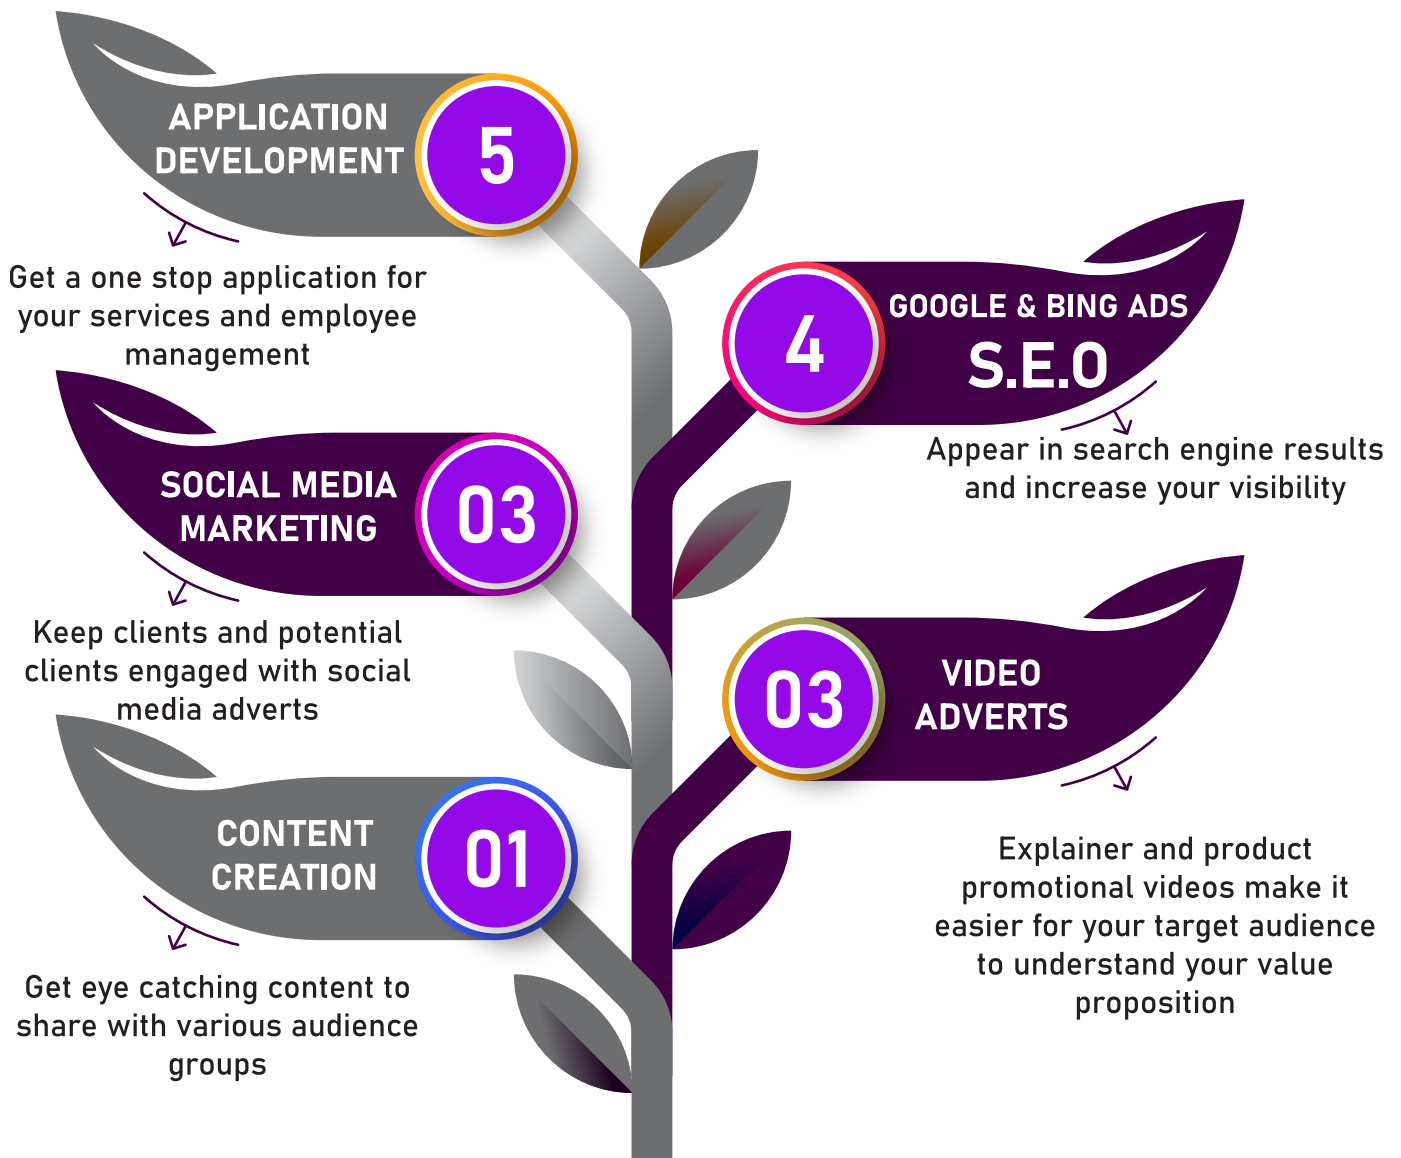 APPLICATION
DEVELOPMENT
5
Get a one stop application for
your services and employee
management
4
GOOGLE & BING ADS
S.E.O
Appear in search engine results
and increase your visibility
SOCIAL MEDIA
MARKETING
03
Keep clients and potential
clients engaged with social
media adverts
03
VIDEO
ADVERTS
Explainer and product
promotional videos make it
easier for your target audience
to understand your value
proposition
CONTENT
CREATION
01
Get eye catching content to
share with various audience
groups